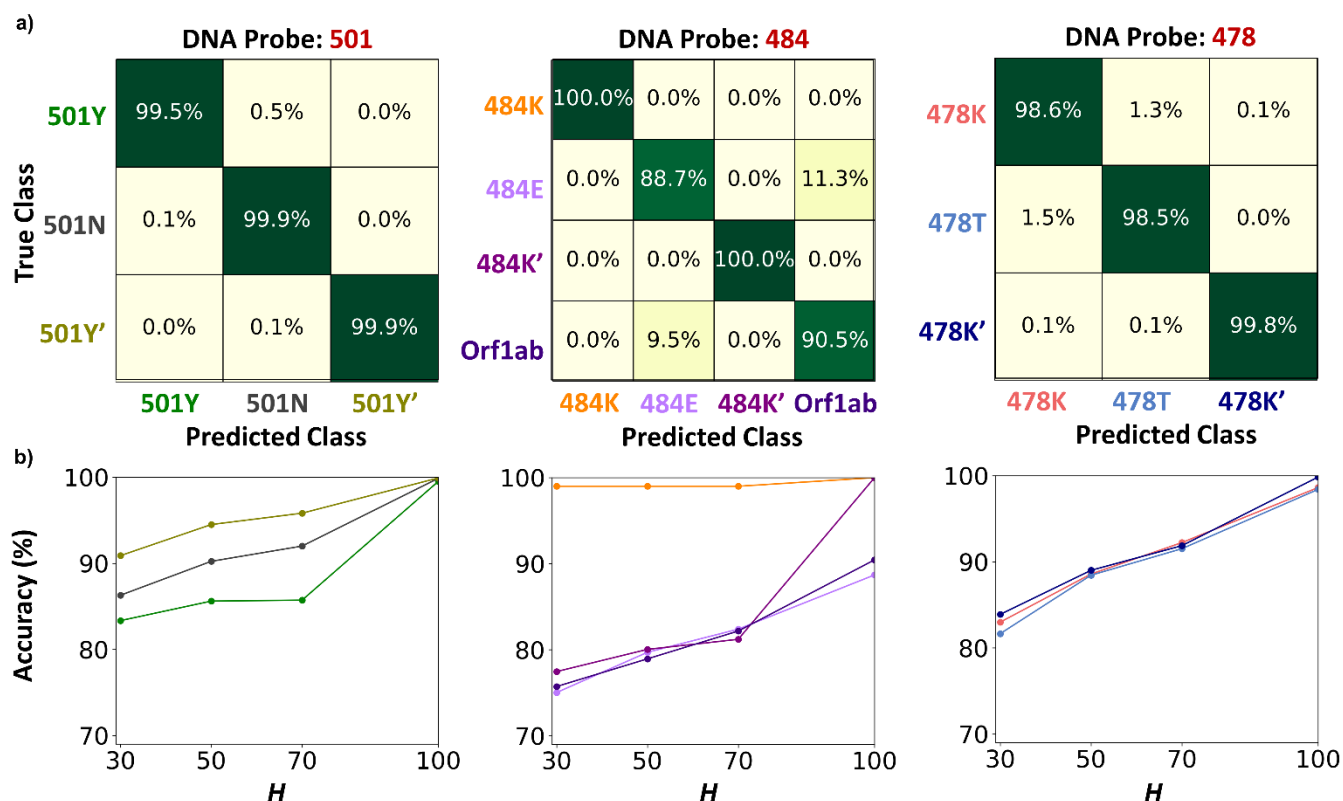 a)
DNA Probe: 501
501Y 99.5% 0.5% 0.0%
501N 0.1% 99.9% 0.0%
501Y’ 0.0% 0.1% 99.9%
True Class
501Y 501N 501Y’
Predicted Class
DNA Probe: 484
484K 100.0% 0.0% 0.0% 0.0%
484E 0.0% 88.7% 0.0% 11.3%
484K’ 0.0% 0.0% 100.0% 0.0%
Orf1ab 0.0% 9.5% 0.0% 90.5%
484K 484E 484K’ Orf1ab
Predicted Class
DNA Probe: 478
478K 98.6% 1.3% 0.1%
478T 1.5% 98.5% 0.0%
478K’ 0.1% 0.1% 99.8%
478K 478T 478K’
Predicted Class
b)
Accuracy (%)
100
90
80
70
30 50 70 100
H
100
90
80
70
30 50 70 100
H
100
90
80
70
30 50 70 100
H